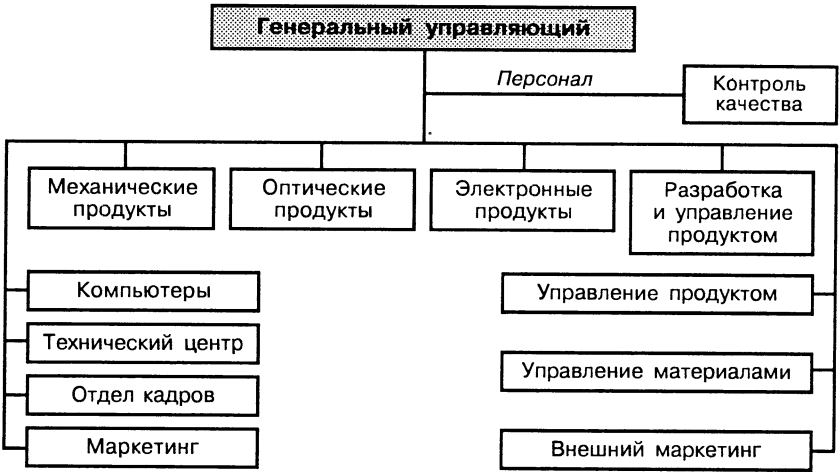 Генеральный управляющий
Персонал
Контроль
качества
Механические
продукты
Оптические
продукты
Электронные
продукты
Разработка
и управление
продуктом
Компьютеры
Управление продуктом
Технический центр
Управление материалами
Отдел кадров
Маркетинг
Внешний маркетинг